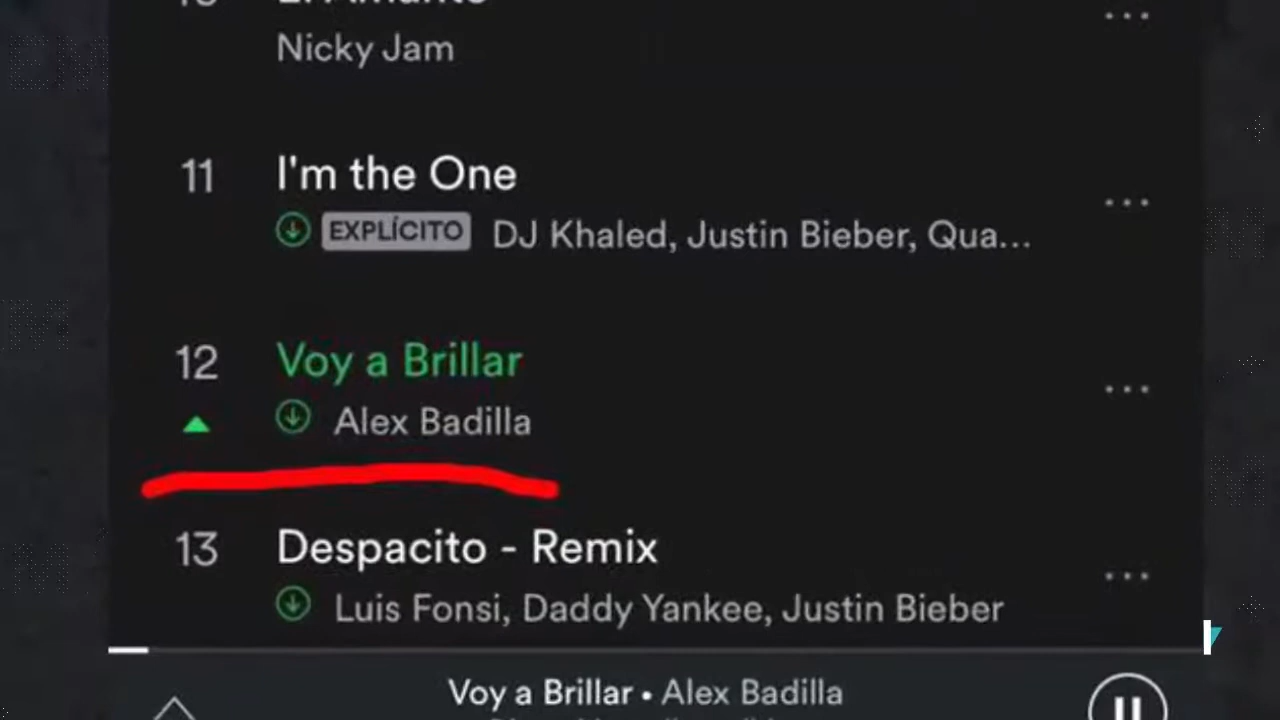 Nicky Jam
11
I'm the One
EXPLÍCITO DJ Khaled, Justin Bieber, Qua...
12
Voy a Brillar
Alex Badilla
13
Despacito - Remix
Luis Fonsi, Daddy Yankee, Justin Bieber
Voy a Brillar • Alex Badilla